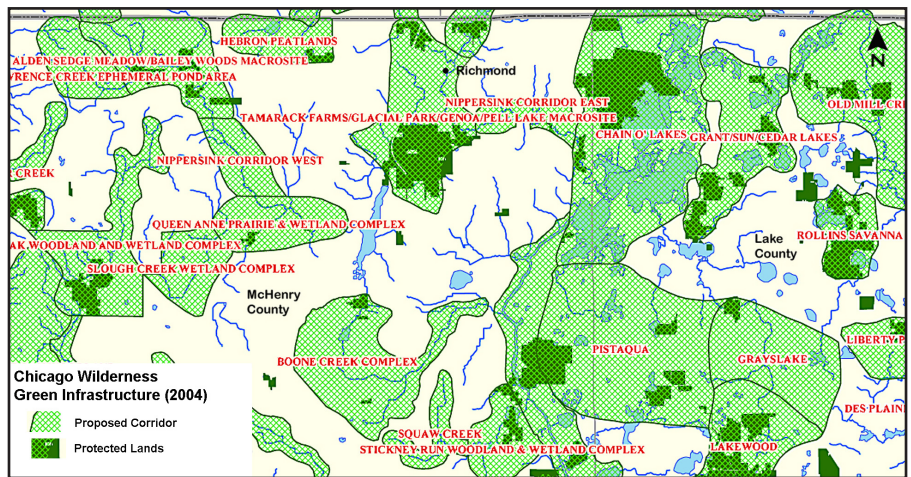 HEBRON PEATLANDS
ALDEN SEDGE MEADOW/BAILEY WOODS MACROSITE
Richmond
N
VRENCE CREEK EPHEMERAL POND AREA
NIPPERSINK CORRIDOR EAST
OLD MILL CRE
TAMARACK FARMS/GLACIAL PARK/GENOA/PELL LAKE MACROSITE
CHAIN O' LAKES
GRANT/SUN/CEDAR LAKES
NIPPERSINK CORRIDOR WEST
CREEK
QUEEN ANNE PRAIRIE & WETLAND COMPLEX
ROLLINS SAVANNA
Lake
County
AK WOODLAND AND WETLAND COMPLEX
SLOUGH CREEK WETLAND COMPLEX
McHenry
County
LIBERTY P
PISTAQUA
GRAYSLAKE
BOONE CREEK COMPLEX
Chicago Wilderness
Green Infrastructure (2004)
Proposed Corridor
Protected Lands
DES PLAIN
SQUAW CREEK
STICKNEY RUN WOODLAND & WETLAND COMPLEX
LAKEWOOD